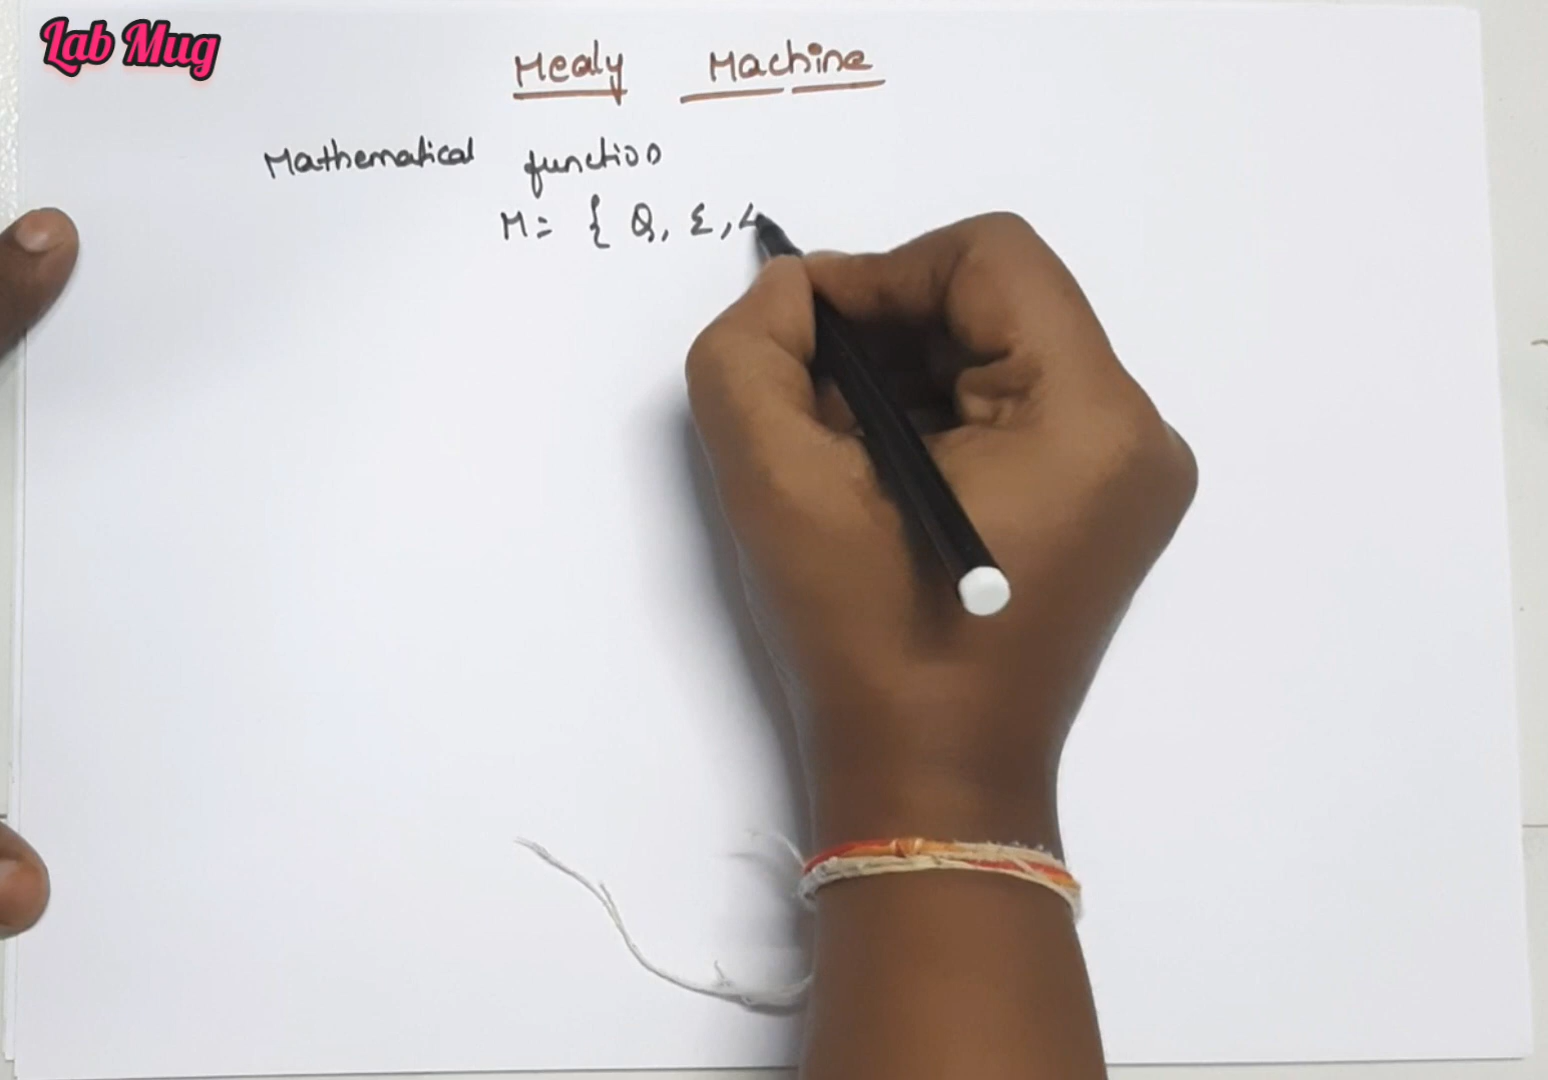 Lab Mug
Mealy Machine
Mathematical function
M = { Q, Σ,